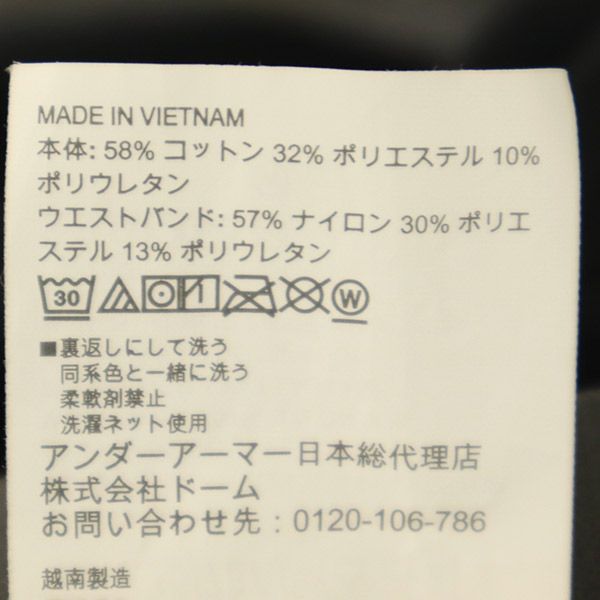 MADE IN VIETNAM
本体: 58% コットン 32% ポリエステル 10%
ポリウレタン
ウエストバンド: 57% ナイロン 30% ポリエ
ステル 13% ポリウレタン
30 W
■裏返しにして洗う
同系色と一緒に洗う
柔軟剤禁止
洗濯ネット使用
アンダーアーマー日本総代理店
株式会社ドーム
お問い合わせ先：0120-106-786
越南製造